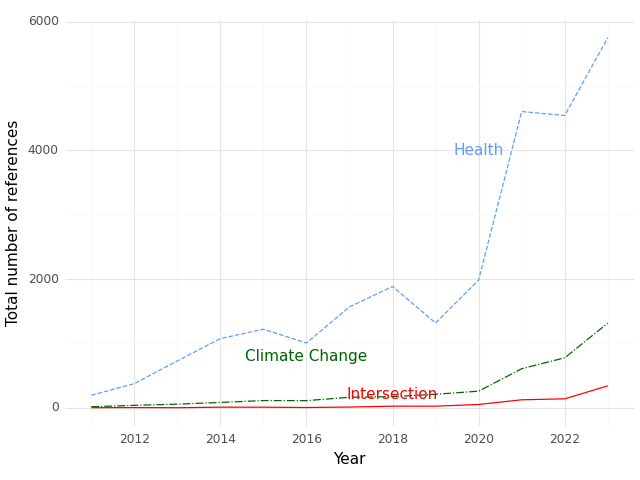 6000
4000
2000
0
Total number of references
Health
Climate Change
Intersection
2012 2014 2016 2018 2020 2022
Year